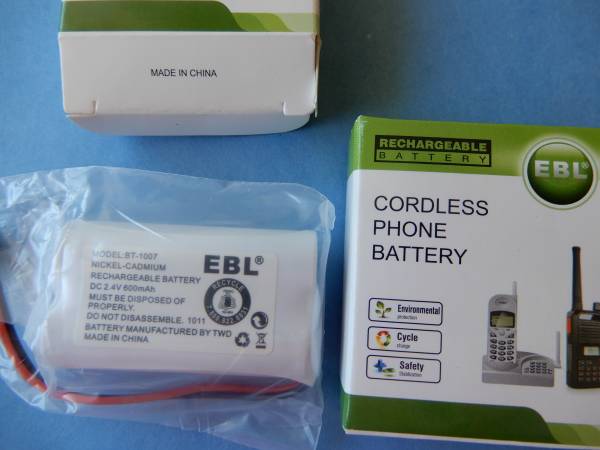 MADE IN CHINA
RECHARGEABLE
BATTERY
EBL®
CORDLESS
PHONE
BATTERY
Environmental
protection
Cycle
charge
Safety
MODEL:BT-1007
NICKEL-CADMIUM
RECHARGEABLE BATTERY
DC 2.4V 600mAh
MUST BE DISPOSED OF
PROPERLY.
DO NOT DISASSEMBLE. 1011
BATTERY MANUFACTURED BY TWD
MADE IN CHINA
EBL®
RECYCLE